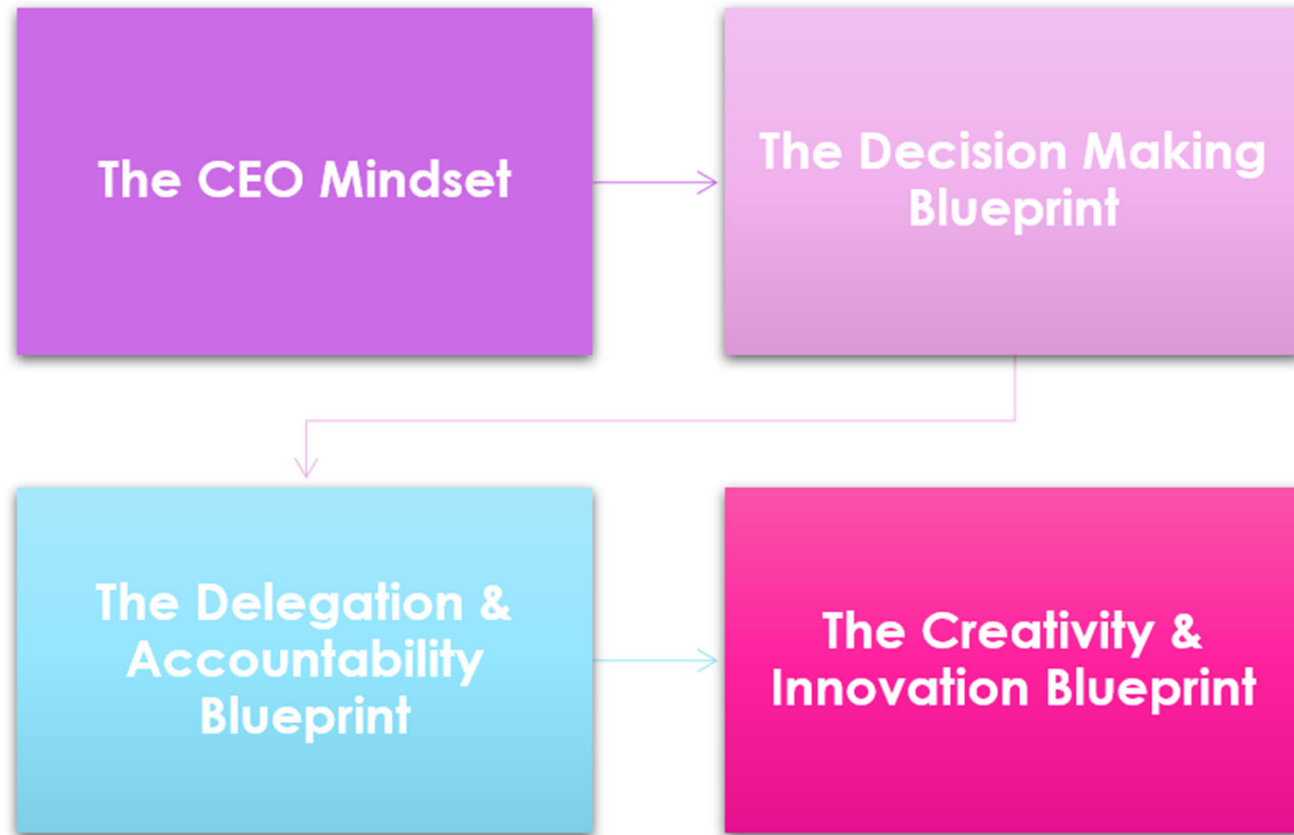 The CEO Mindset
The Decision Making
Blueprint
The Delegation &
Accountability
Blueprint
The Creativity &
Innovation Blueprint